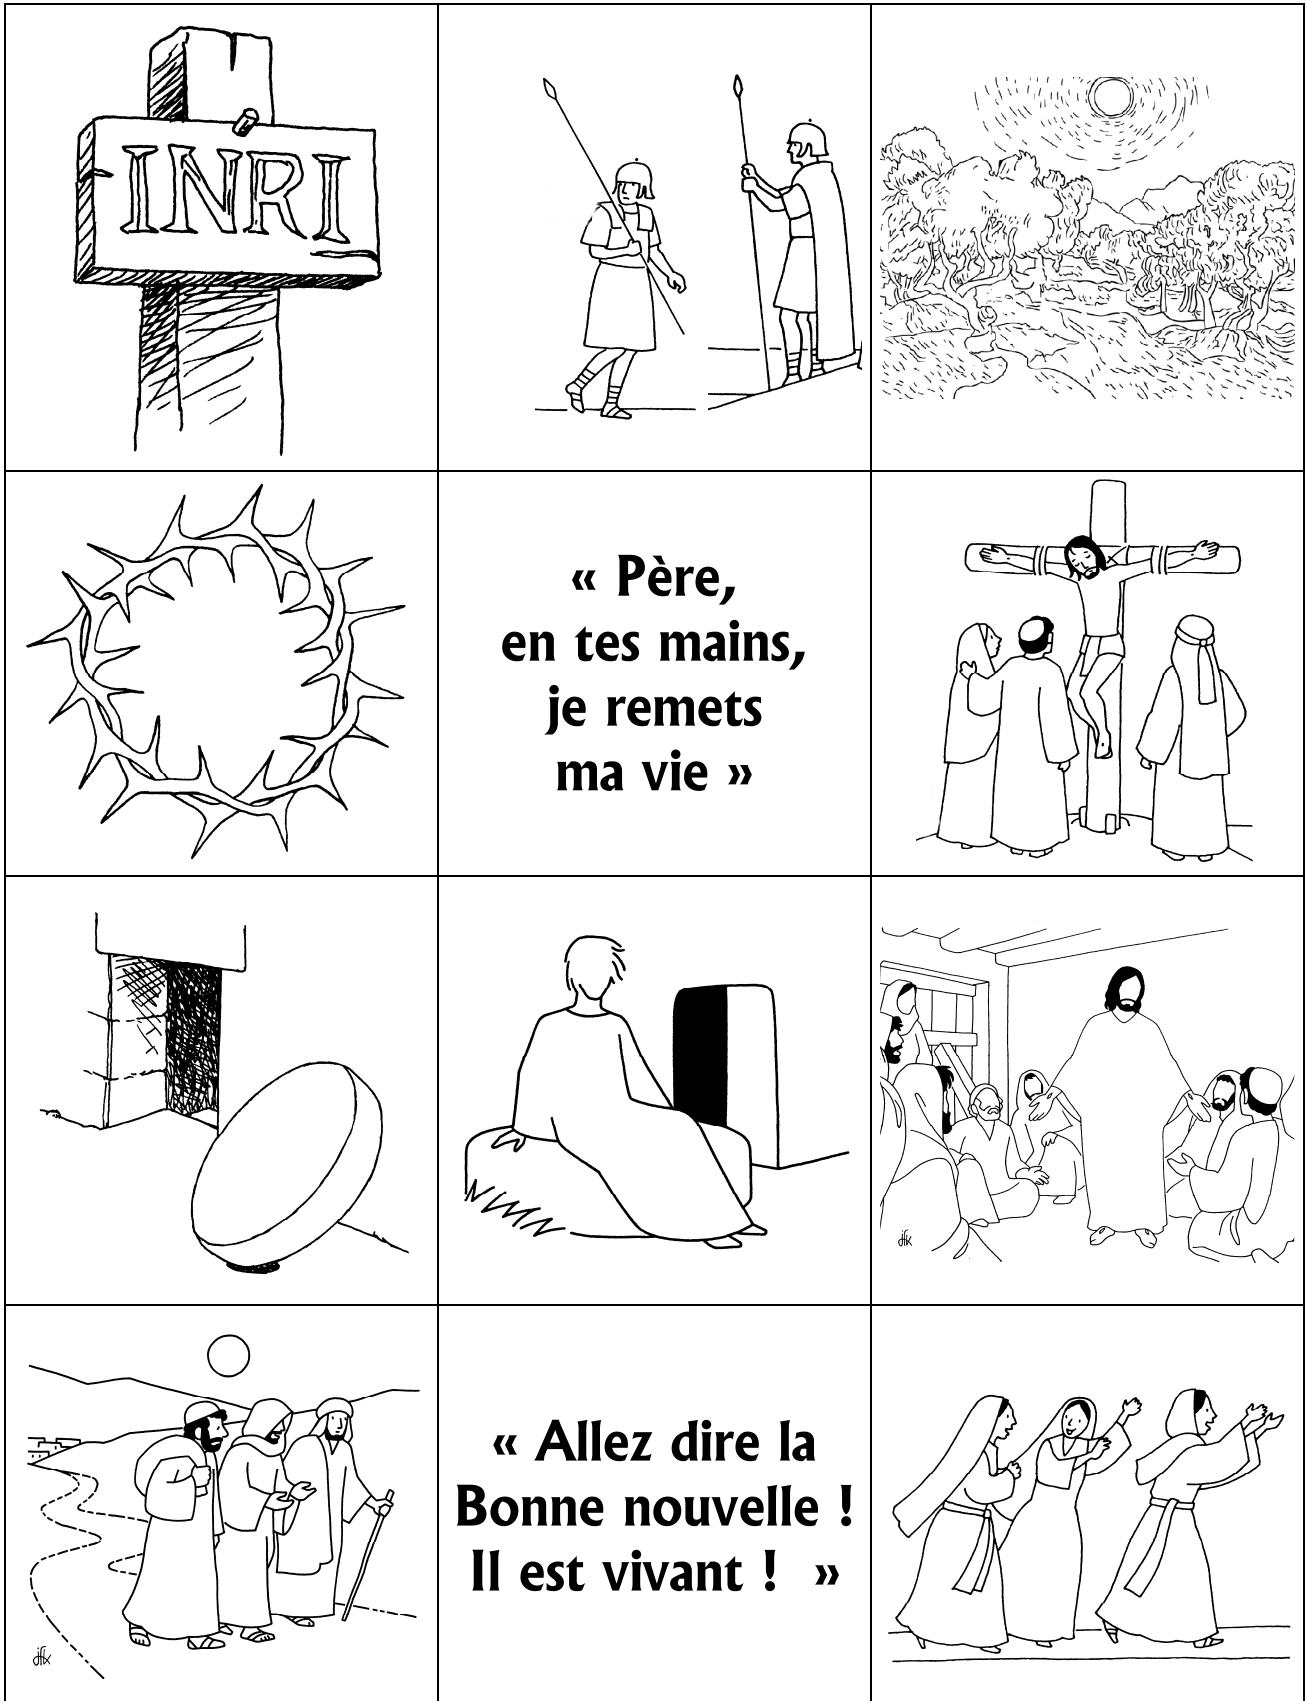 INRI
« Père,
en tes mains,
je remets
ma vie »
« Allez dire la
Bonne nouvelle !
Il est vivant ! »